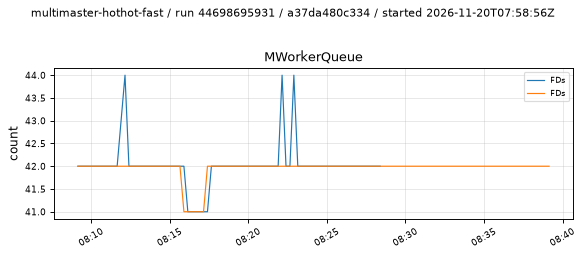 multimaster-hothot-fast / run 44698695931 / a37da480c334 / started 2026-11-20T07:58:56Z
MWorkerQueue
FDs
FDs
count
44.0
43.5
43.0
42.5
42.0
41.5
41.0
08:10
08:15
08:20
08:25
08:30
08:35
08:40